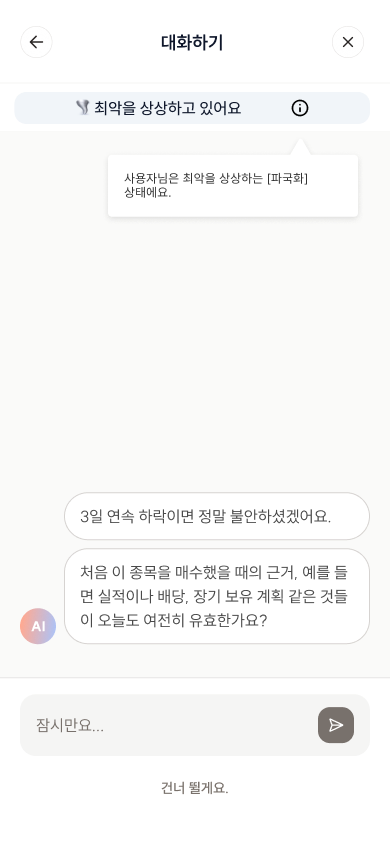 대화하기
최악을 상상하고 있어요
사용자님은 최악을 상상하는 [파국화]
상태에요.
3일 연속 하락이면 정말 불안하셨겠어요.
처음 이 종목을 매수했을 때의 근거, 예를 들
면 실적이나 배당, 장기 보유 계획 같은 것들
이 오늘도 여전히 유효한가요?
AI
잠시만요...
건너 뛸게요.